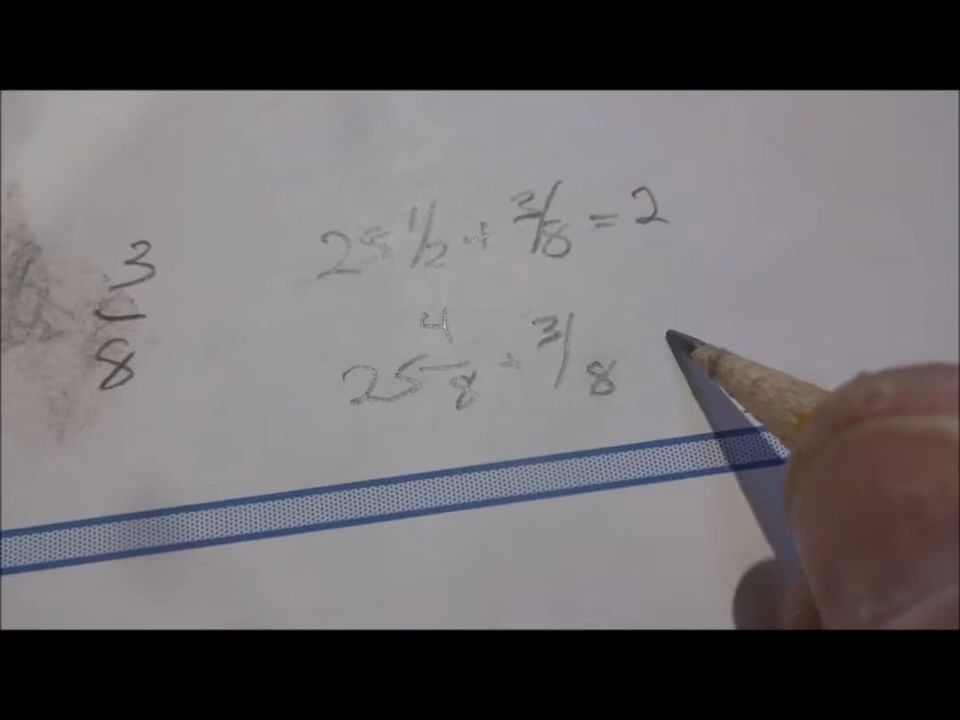 25 1/2 + 3/8 = 2
25 4/8 + 3/8
3
8